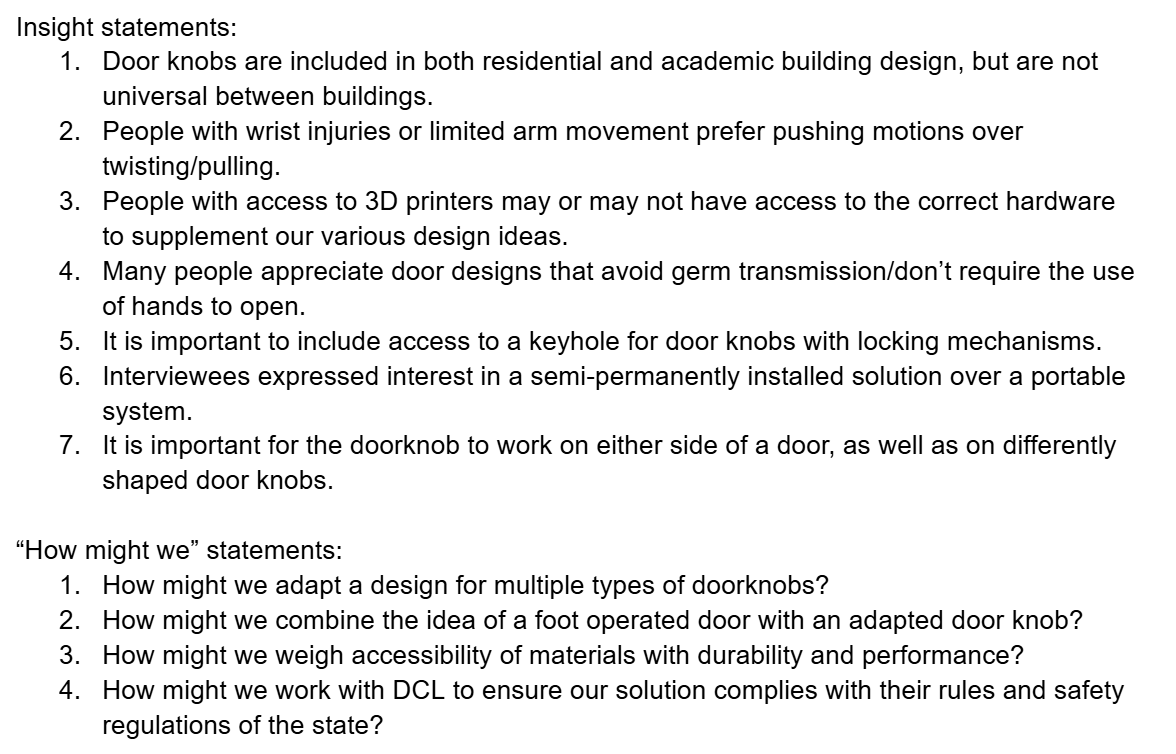 Insight statements:
1. Door knobs are included in both residential and academic building design, but are not
universal between buildings.
2. People with wrist injuries or limited arm movement prefer pushing motions over
twisting/pulling.
3. People with access to 3D printers may or may not have access to the correct hardware
to supplement our various design ideas.
4. Many people appreciate door designs that avoid germ transmission/don’t require the use
of hands to open.
5. It is important to include access to a keyhole for door knobs with locking mechanisms.
6. Interviewees expressed interest in a semi-permanently installed solution over a portable
system.
7. It is important for the doorknob to work on either side of a door, as well as on differently
shaped door knobs.
“How might we” statements:
1. How might we adapt a design for multiple types of doorknobs?
2. How might we combine the idea of a foot operated door with an adapted door knob?
3. How might we weigh accessibility of materials with durability and performance?
4. How might we work with DCL to ensure our solution complies with their rules and safety
regulations of the state?